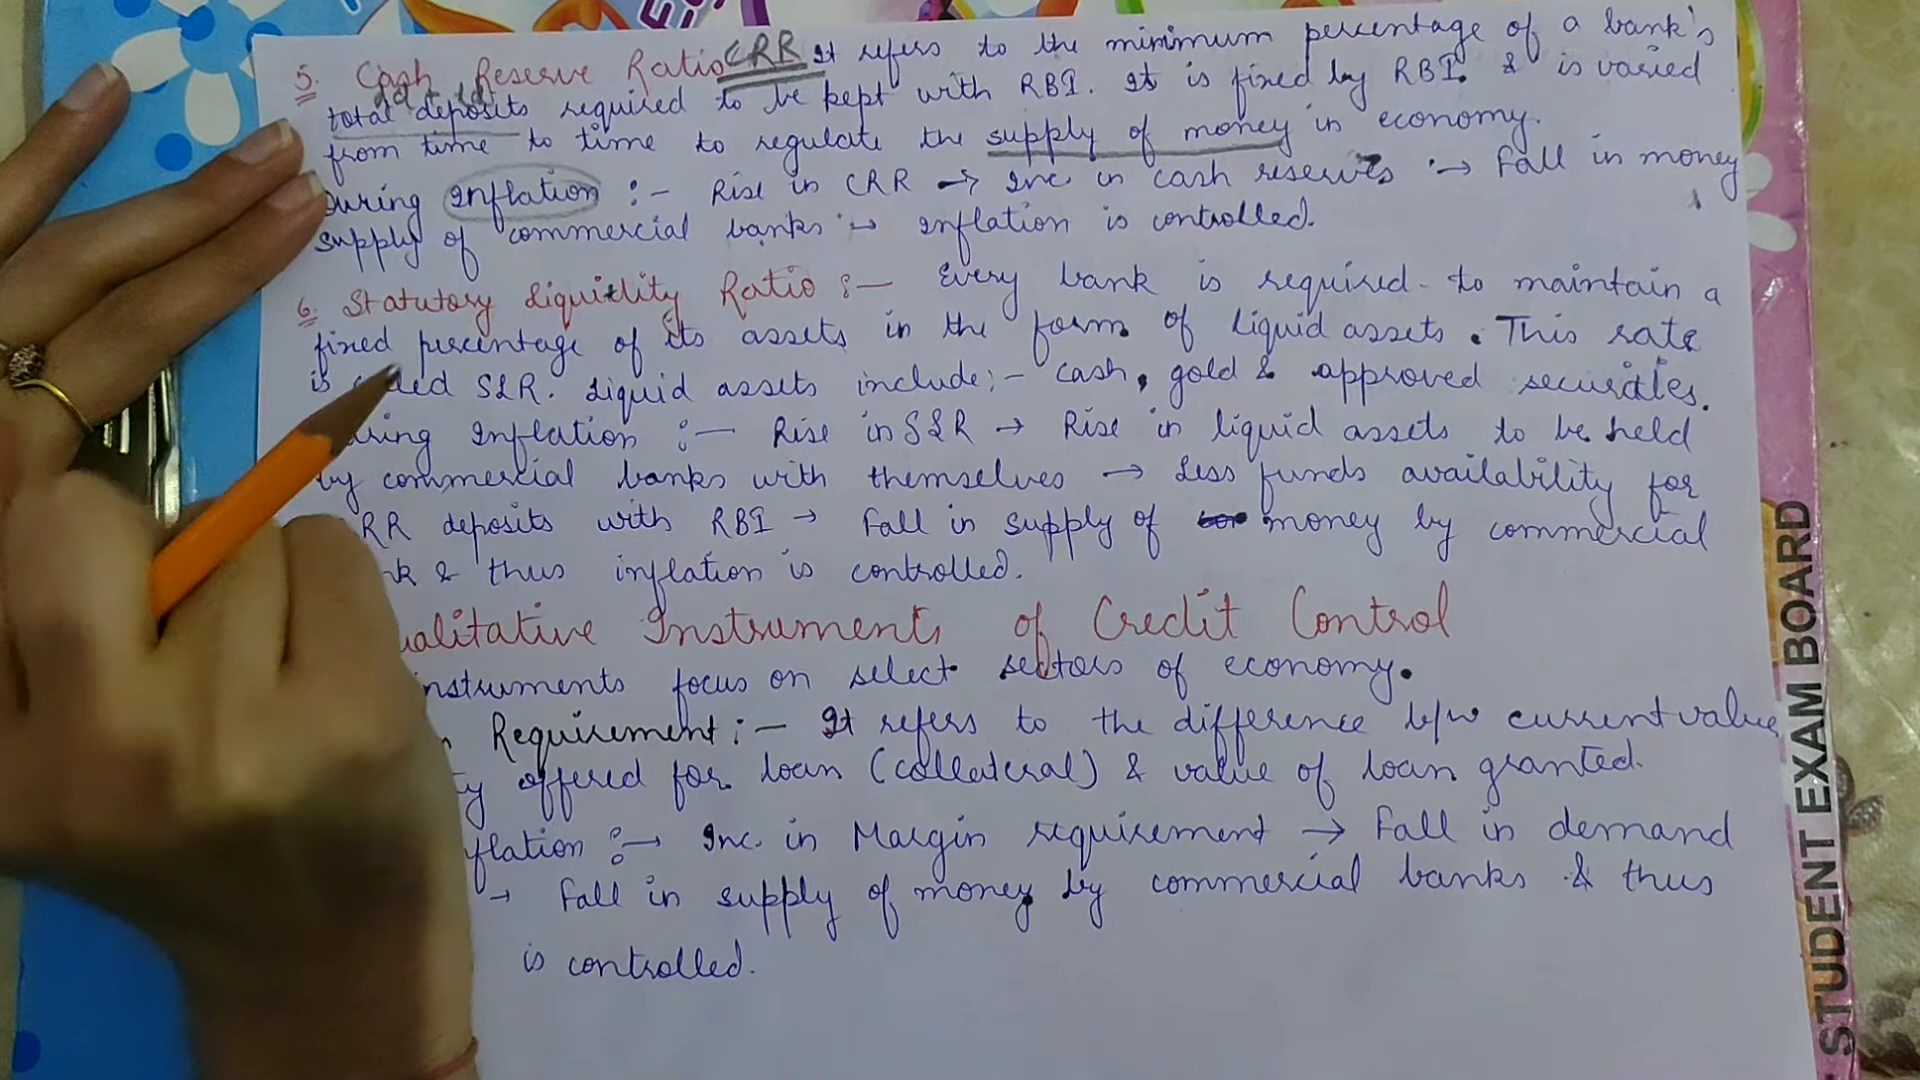 5. Cash Reserve Ratio CRR It refers to the minimum percentage of a bank's
total deposits required to be kept with RBI. It is fixed by RBI. & is varied
from time to time to regulate the supply of money in economy.
During Inflation :- Rise in CRR → Inc in cash reserves → Fall in money
supply of commercial banks → Inflation is controlled.
6. Statutory Liquidity Ratio :- Every bank is required to maintain a
fixed percentage of its assets in the form of liquid assets. This rate
is called SLR. Liquid assets include:- cash, gold & approved securities.
Inflation :- Rise in SLR → Rise in liquid assets to be held
by commercial banks with themselves → Less funds availability for
RR deposits with RBI → Fall in supply of money by commercial
& thus inflation is controlled.
ualitative Instruments of Credit Control
instruments focus on select sectors of economy.
Requirement :- It refers to the difference b/w current value
offered for loan (collateral) & value of loan granted.
flation :→ Inc. in Margin requirement → Fall in demand
→ Fall in supply of money by commercial banks & thus
is controlled.
STUDENT EXAM BOARD